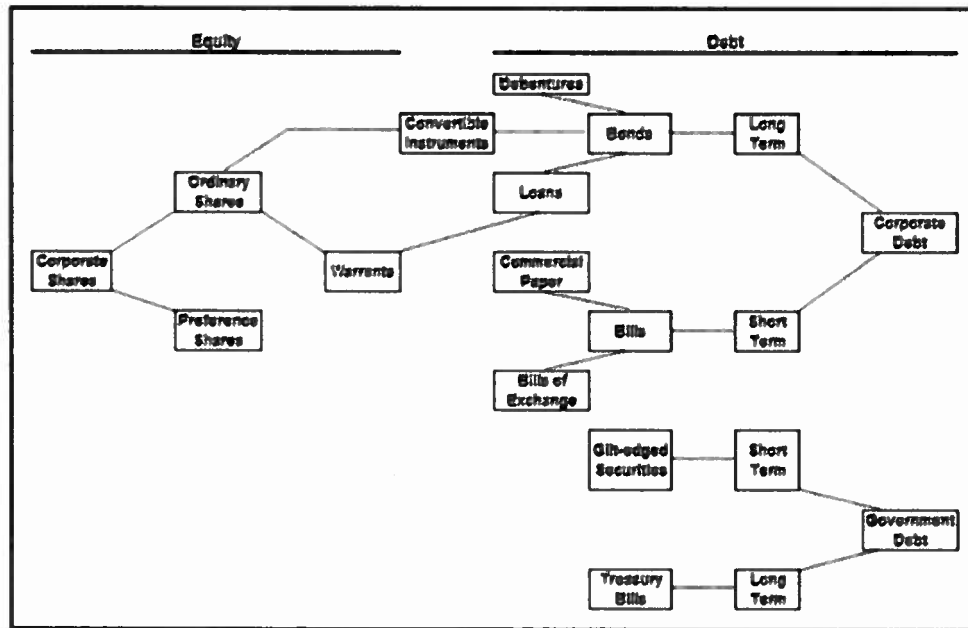 Equity
Debt
Debentures
Convertible
Instruments
Bonds
Long
Term
Ordinary
Shares
Loans
Corporate
Debt
Corporate
Shares
Warrants
Commercial
Paper
Preference
Shares
Bills
Short
Term
Bills of
Exchange
Gilt-edged
Securities
Short
Term
Government
Debt
Treasury
Bills
Long
Term